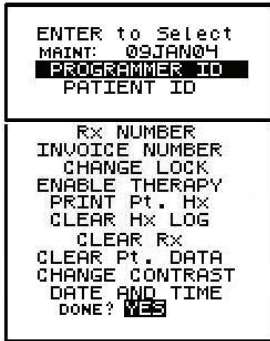 ENTER to Select
MAINT: 09JAN04
PROGRAMMER ID
PATIENT ID
Rx NUMBER
INVOICE NUMBER
CHANGE LOCK
ENABLE THERAPY
PRINT Pt. Hx
CLEAR Hx LOG
CLEAR Rx
CLEAR Pt. DATA
CHANGE CONTRAST
DATE AND TIME
DONE? YES